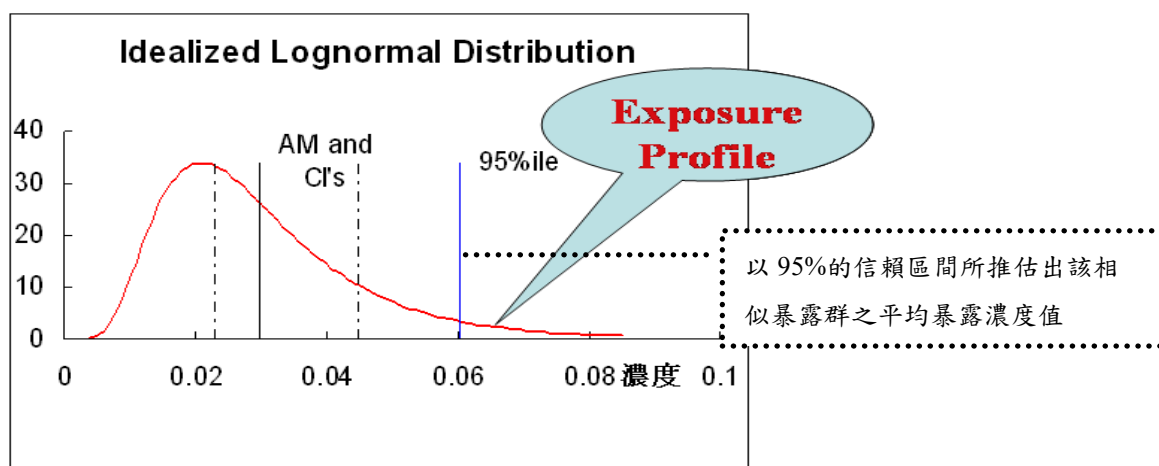 Idealized Lognormal Distribution
Exposure
Profile
AM and
CI's
95%ile
40
30
20
10
0
0 0.02 0.04 0.06 0.08 濃度 0.1
以 95%的信賴區間所推估出該相
似暴露群之平均暴露濃度值